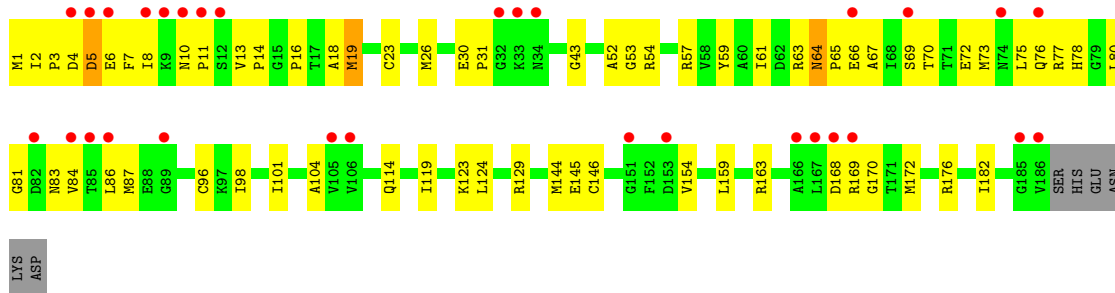 M1 I2 P3 D4 D5 E6 F7 I8 K9 N10 P11 S12 V13 P14 G15 P16 T17 A18 M19 C23 M26 E30 P31 G32 K33 N34 G43 A52 G53 R54 R57 V58 Y59 A60 I61 D62 R63 N64 P65 E66 A67 I68 S69 T70 T71 E72 M73 N74 L75 Q76 R77 H78 G79 L80
G81 D82 N83 V84 T85 L86 M87 E88 G89 C96 K97 I98 I101 A104 V105 V106 Q114 I119 K123 L124 R129 M144 E145 C146 G151 F152 D153 V154 L159 R163 A166 L167 D168 R169 G170 T171 M172 R176 I182 G185 V186 SER HIS GLU ASN
LYS ASP